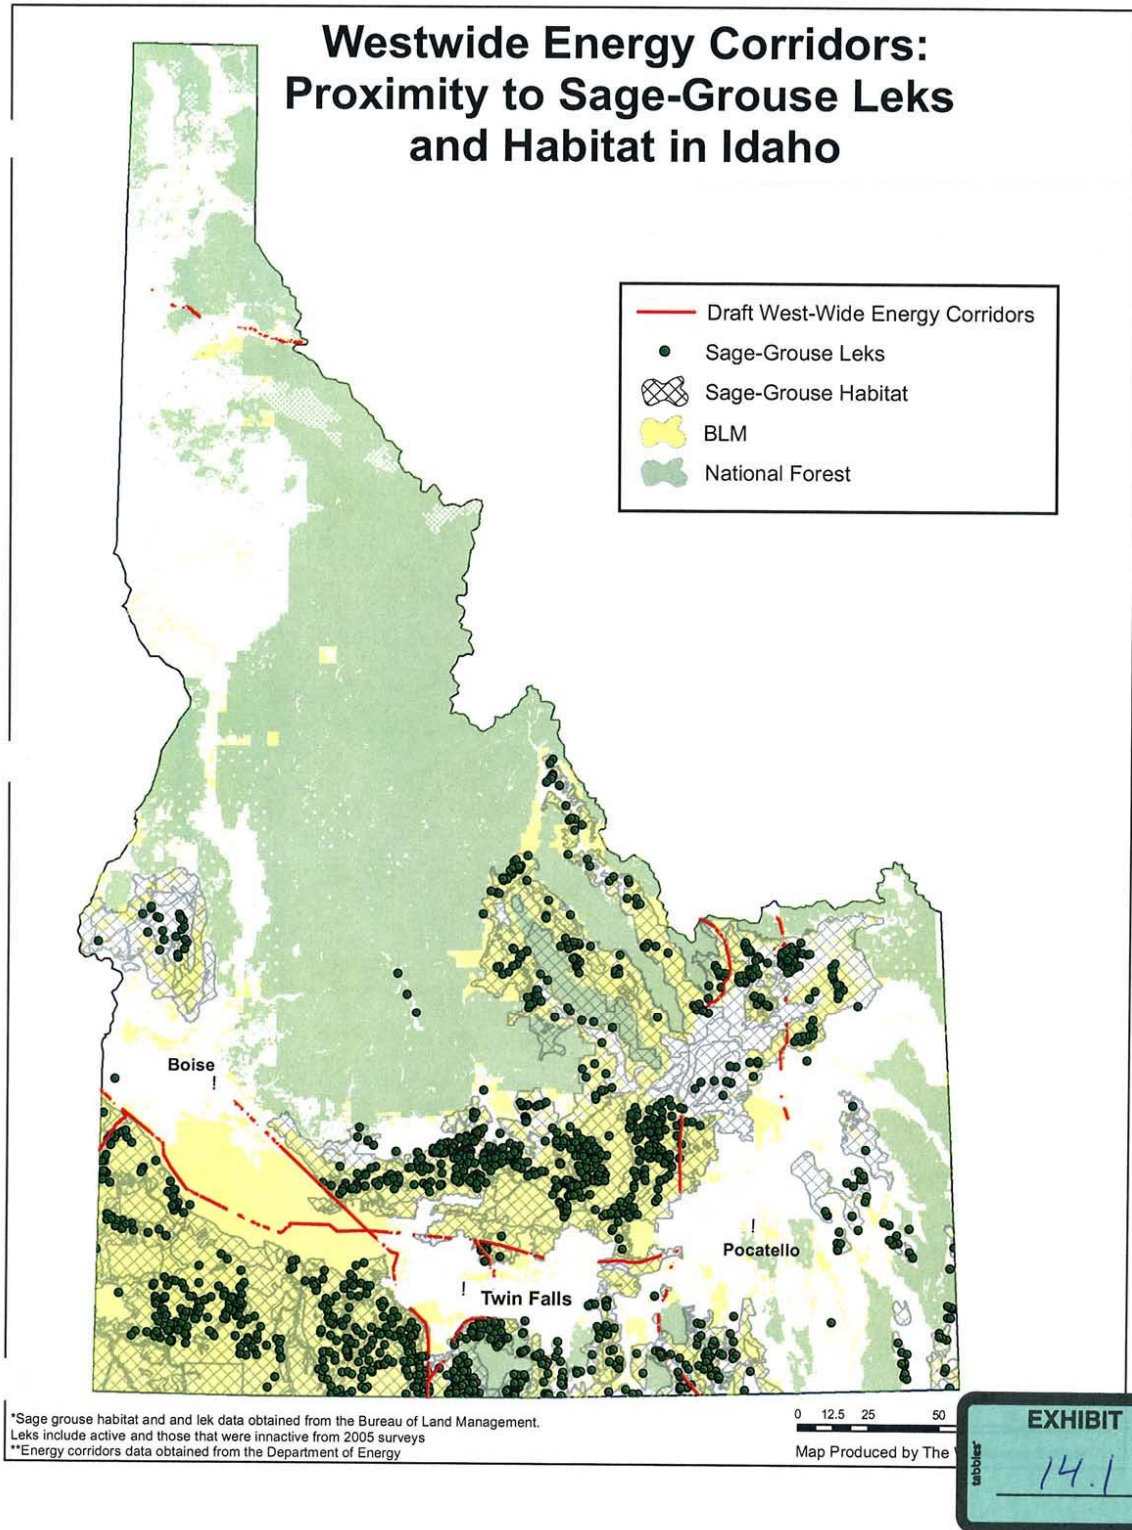 Westwide Energy Corridors:
Proximity to Sage-Grouse Leks
and Habitat in Idaho
Draft West-Wide Energy Corridors
Sage-Grouse Leks
Sage-Grouse Habitat
BLM
National Forest
Boise
!
!
Pocatello
!
Twin Falls
*Sage grouse habitat and and lek data obtained from the Bureau of Land Management.
Leks include active and those that were innactive from 2005 surveys
**Energy corridors data obtained from the Department of Energy
0 12.5 25 50
Map Produced by The
EXHIBIT
tabbies'
14.1